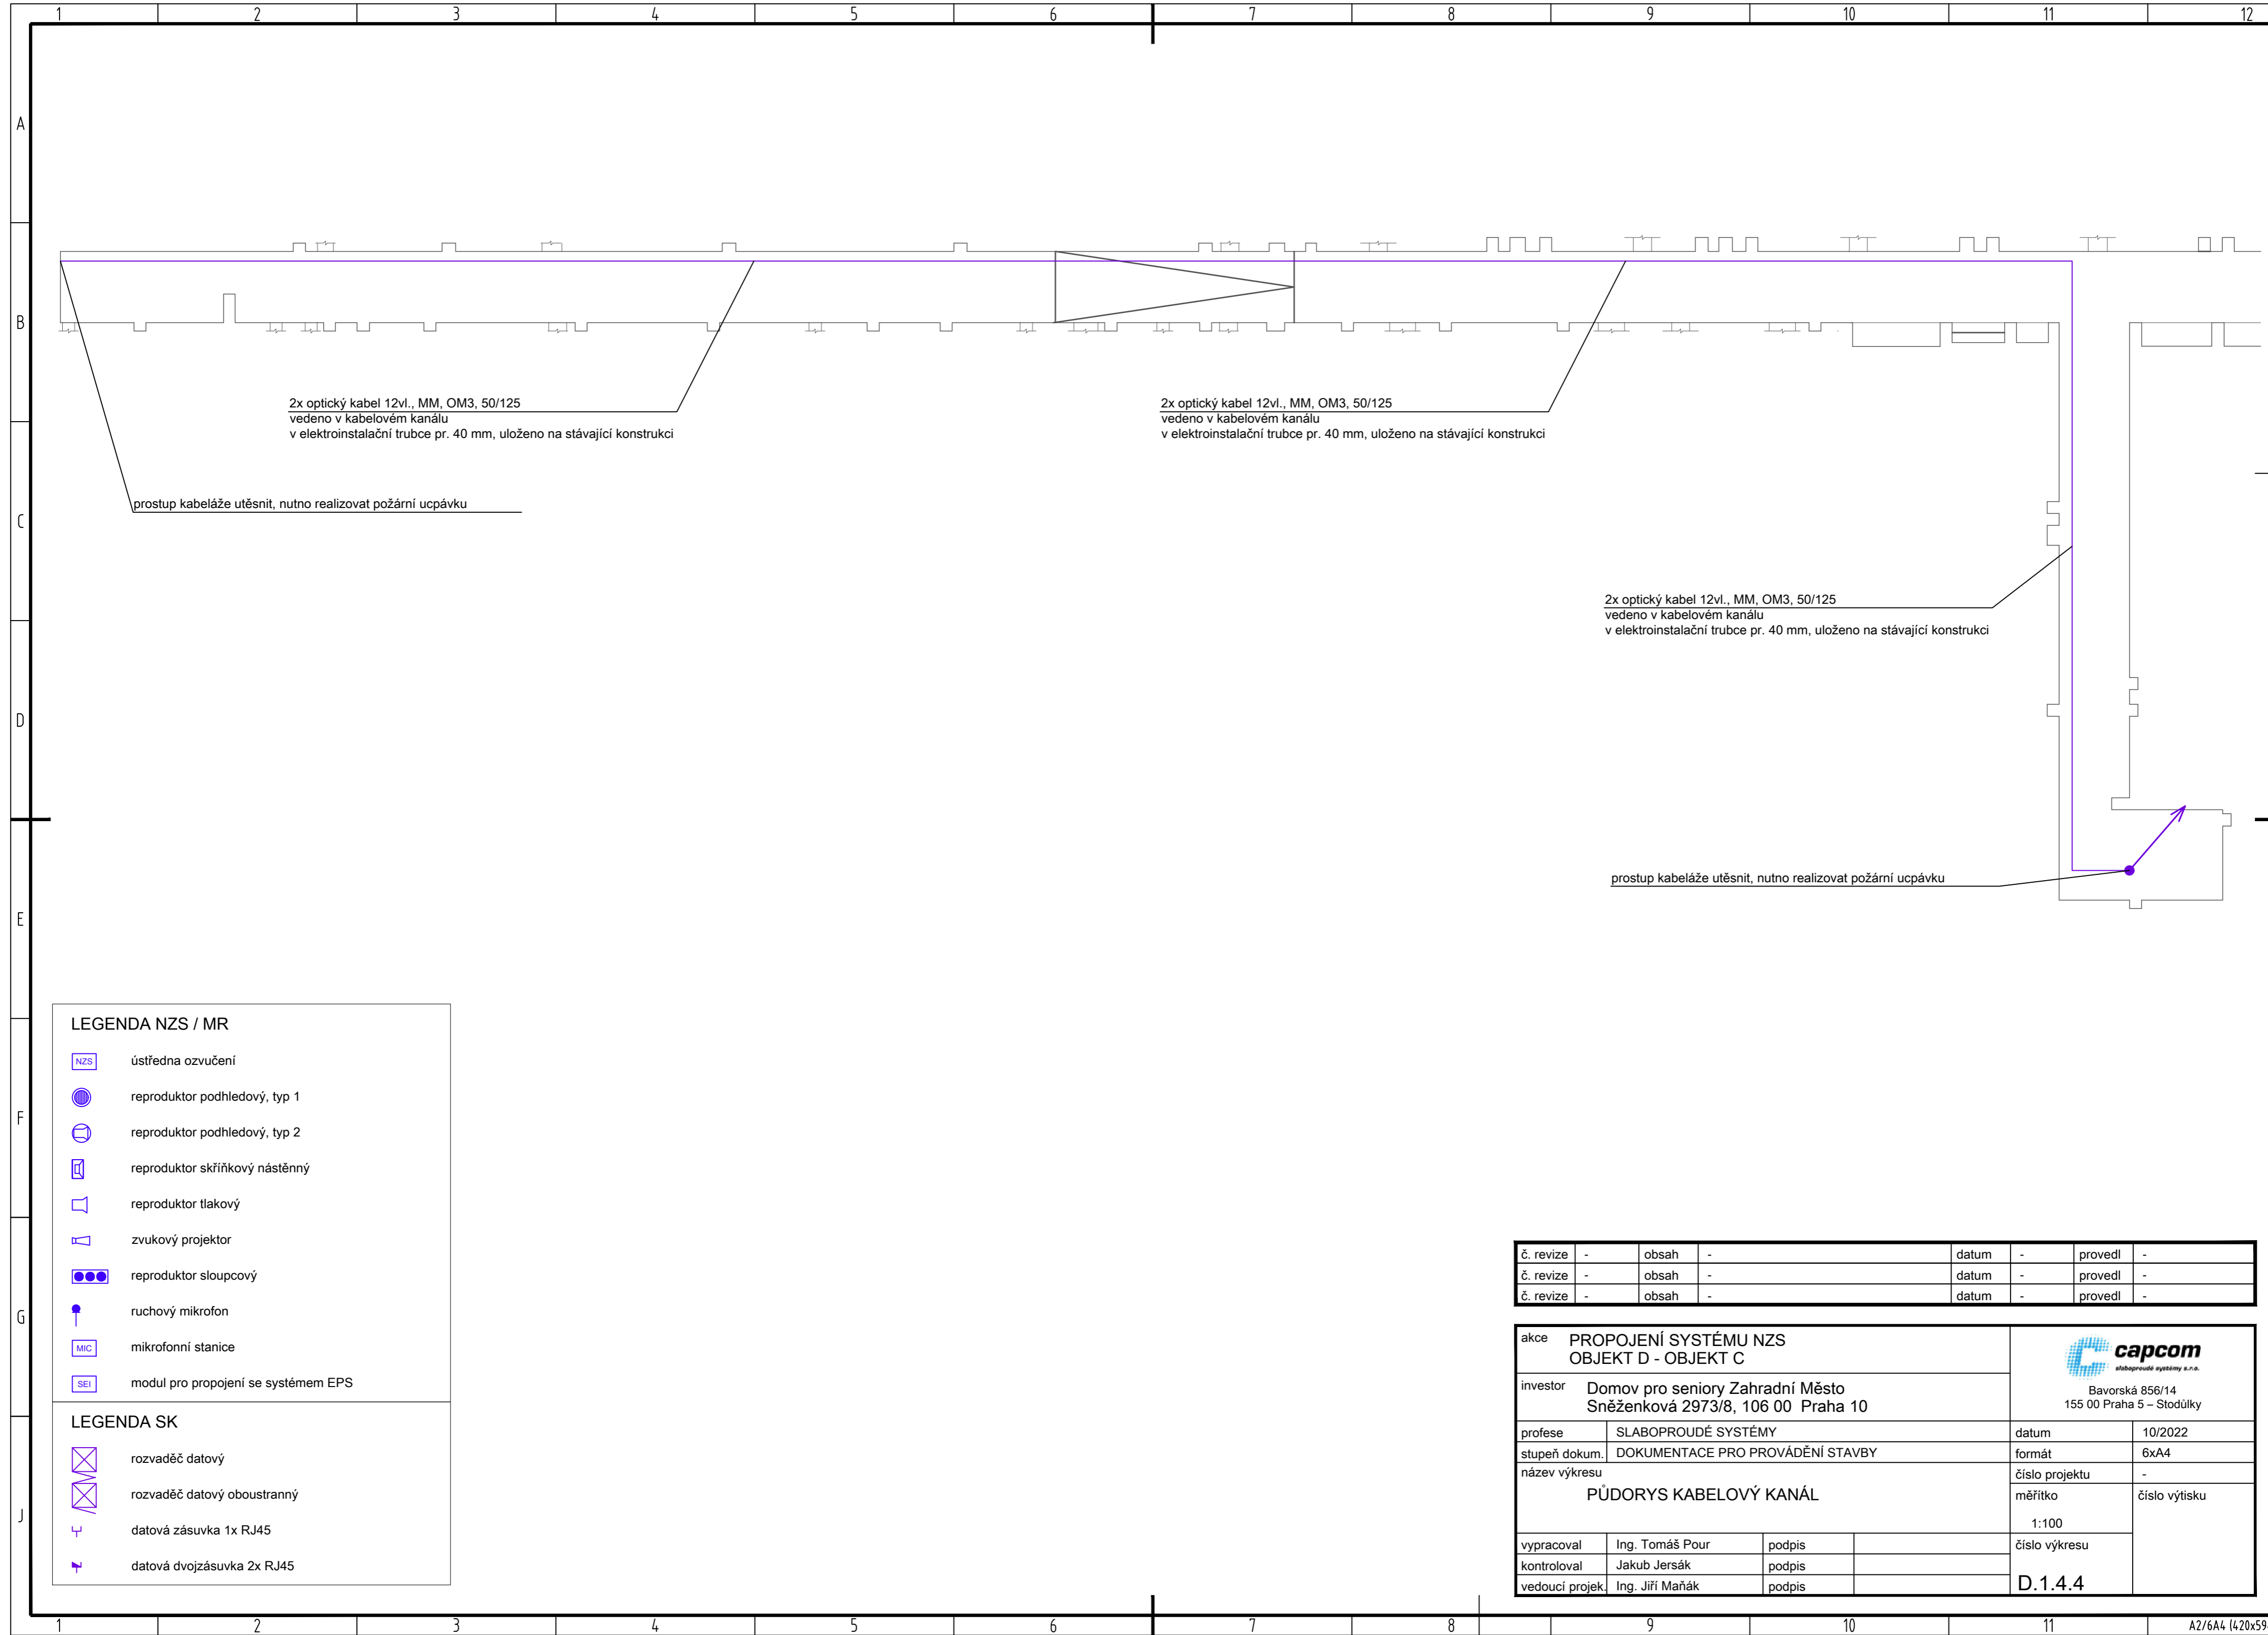 1 2 3 4 5 6 7 8 9 10 11 12
A
B
2x optický kabel 12vl., MM, OM3, 50/125
vedeno v kabelovém kanálu
v elektroinstalační trubce pr. 40 mm, uloženo na stávající konstrukci
2x optický kabel 12vl., MM, OM3, 50/125
vedeno v kabelovém kanálu
v elektroinstalační trubce pr. 40 mm, uloženo na stávající konstrukci
prostup kabeláže utěsnit, nutno realizovat požární ucpávku
C
2x optický kabel 12vl., MM, OM3, 50/125
vedeno v kabelovém kanálu
v elektroinstalační trubce pr. 40 mm, uloženo na stávající konstrukci
D
prostup kabeláže utěsnit, nutno realizovat požární ucpávku
E
LEGENDA NZS / MR
NZS ústředna ozvučení
reproduktor podhledový, typ 1
F
reproduktor podhledový, typ 2
reproduktor skříňkový nástěnný
reproduktor tlakový
zvukový projektor
reproduktor sloupcový
ruchový mikrofon
G
MIC mikrofonní stanice
SEI modul pro propojení se systémem EPS
LEGENDA SK
rozvaděč datový
rozvaděč datový oboustranný
J
datová zásuvka 1x RJ45
datová dvojzásuvka 2x RJ45
č. revize - obsah - datum - provedl -
č. revize - obsah - datum - provedl -
č. revize - obsah - datum - provedl -
akce PROPOJENÍ SYSTÉMU NZS
OBJEKT D - OBJEKT C
capcom
slaboproudé systémy s.r.o.
Bavorská 856/14
155 00 Praha 5 – Stodůlky
investor Domov pro seniory Zahradní Město
Sněženková 2973/8, 106 00 Praha 10
profese SLABOPROUDÉ SYSTÉMY datum 10/2022
stupeň dokum. DOKUMENTACE PRO PROVÁDĚNÍ STAVBY formát 6xA4
název výkresu číslo projektu -
PŮDORYS KABELOVÝ KANÁL
měřítko číslo výtisku
1:100
vypracoval Ing. Tomáš Pour podpis číslo výkresu
kontroloval Jakub Jersák podpis
vedoucí projek. Ing. Jiří Maňák podpis D.1.4.4
1 2 3 4 5 6 7 8 9 10 11 A2/6A4 (420x59